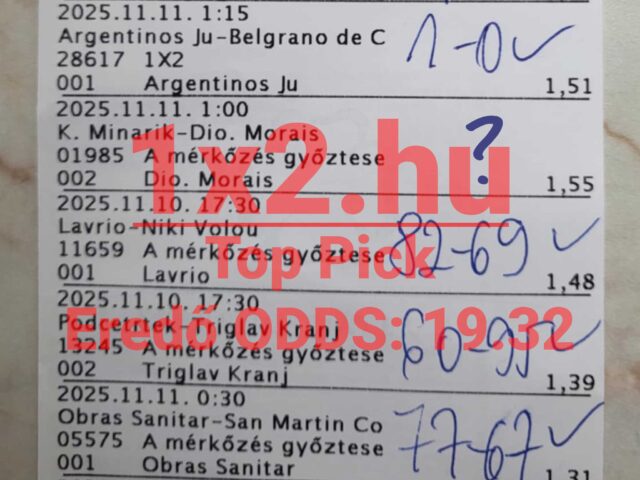 2025.11.11. 1:15
Argentinos Ju-Belgrano de C
28617 1X2
001 Argentinos Ju 1,51
1-0 ✓
2025.11.11. 1:00
K. Minarik-Dio. Morais
01985 A mérkőzés győztese
002 Dio. Morais 1,55
?
2025.11.10. 17:30
Lavrio-Niki Volou
11659 A mérkőzés győztese
001 Lavrio 1,48
82-69 ✓
2025.11.10. 17:30
Podcetrtek-Triglav Kranj
13245 A mérkőzés győztese
002 Triglav Kranj 1,39
60-95 ✓
2025.11.11. 0:30
Obras Sanitar-San Martin Co
05575 A mérkőzés győztese
001 Obras Sanitar 1,31
77-67 ✓
1x2.hu
Top Pick
Eredő ODDS: 19.32